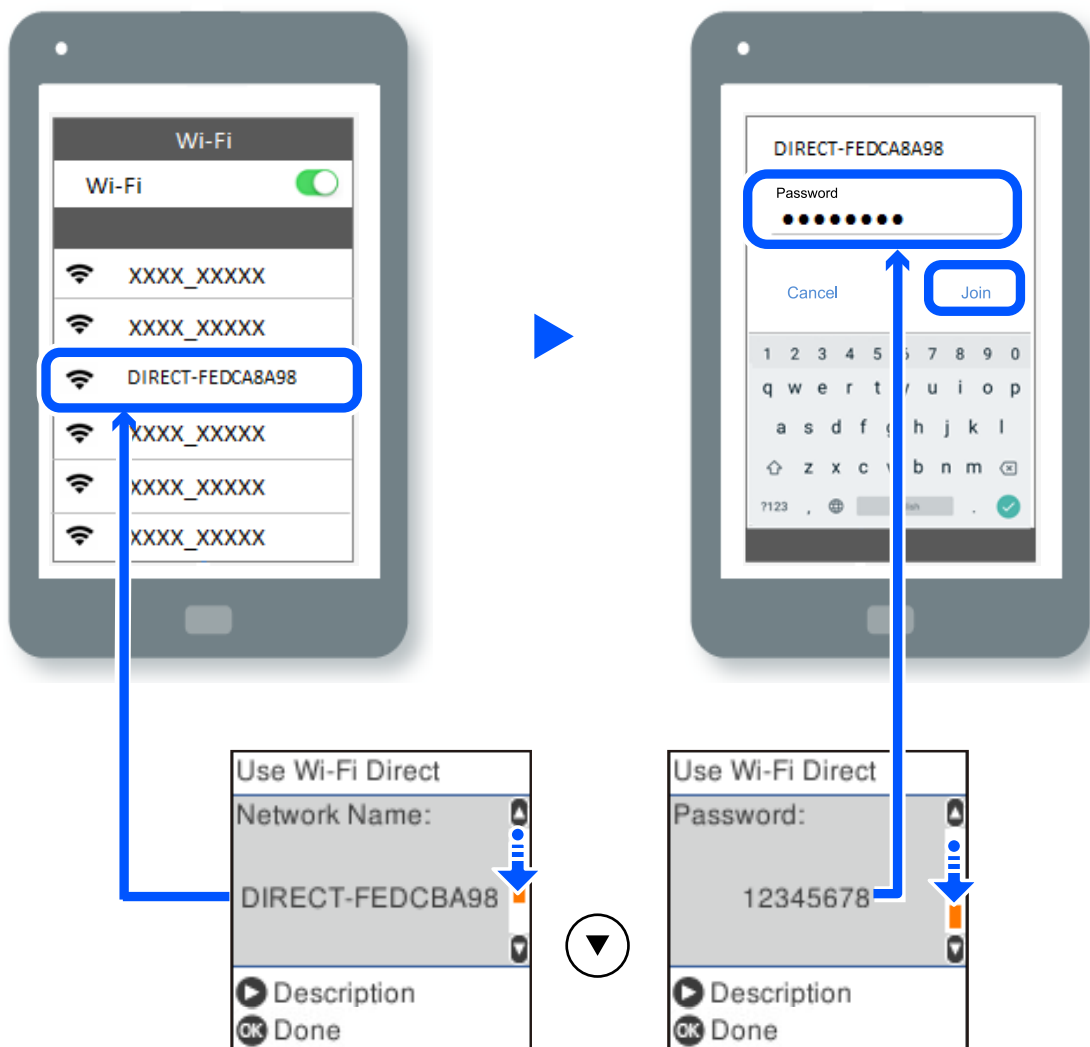 Wi-Fi
Wi-Fi
XXXX_XXXXX
XXXX_XXXXX
DIRECT-FEDCA8A98
XXXX_XXXXX
XXXX_XXXXX
XXXX_XXXXX
DIRECT-FEDCA8A98
Password
Cancel
Join
1 2 3 4 5 7 8 9 0
q w e r t u i o p
a s d f h j k l
z x c b n m
?123 , .
Use Wi-Fi Direct
Network Name:
DIRECT-FEDCBA98
Description
OK Done
Use Wi-Fi Direct
Password:
12345678
Description
OK Done